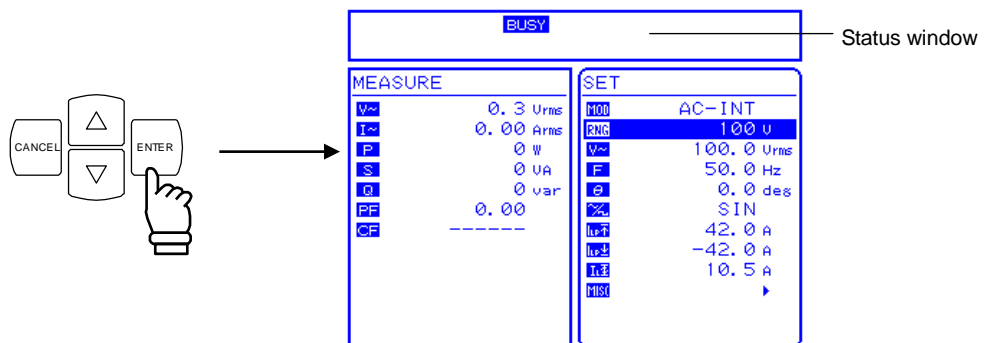 BUSY
Status window
CANCEL
ENTER
MEASURE
V~ 0.3 Vrms
I~ 0.00 Arms
P 0 W
S 0 VA
Q 0 var
PF 0.00
CF ------
SET
MOD AC-INT
RNG 100 V
V~ 100.0 Vrms
F 50.0 Hz
θ 0.0 deg
SIN
42.0 A
-42.0 A
10.5 A
MISC